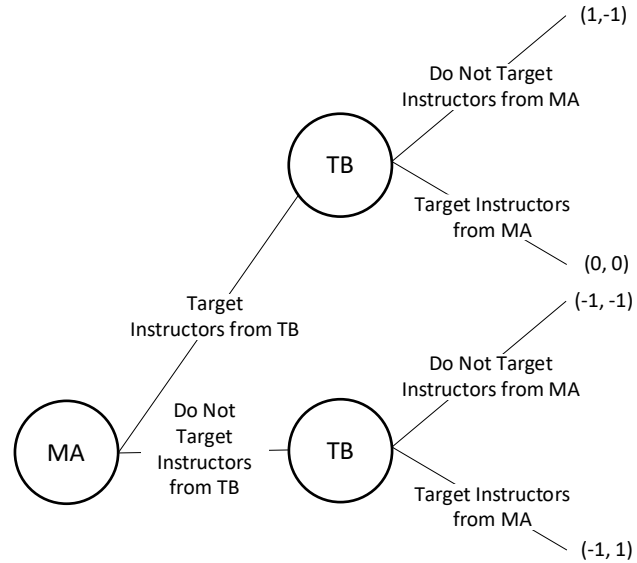 (1,-1)
Do Not Target
Instructors from MA
TB
Target Instructors
from MA
(0, 0)
(-1, -1)
Target
Instructors from TB
Do Not Target
Instructors from MA
Do Not
Target
Instructors
from TB
MA
TB
Target Instructors
from MA
(-1, 1)